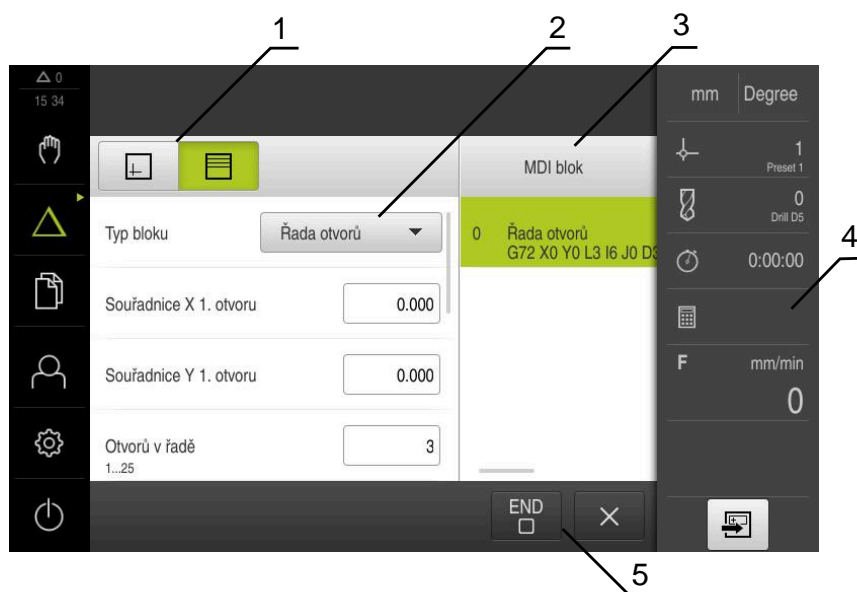 1
2
3
0
15 34
mm Degree
1
Preset 1
MDI blok
0
Drill D5
Typ bloku Řada otvorů
0 Řada otvorů
G72 X0 Y0 L3 I6 J0 D3
4
0:00:00
Souřadnice X 1. otvoru 0.000
F mm/min
0
Souřadnice Y 1. otvoru 0.000
Otvorů v řadě 3
1...25
END
5